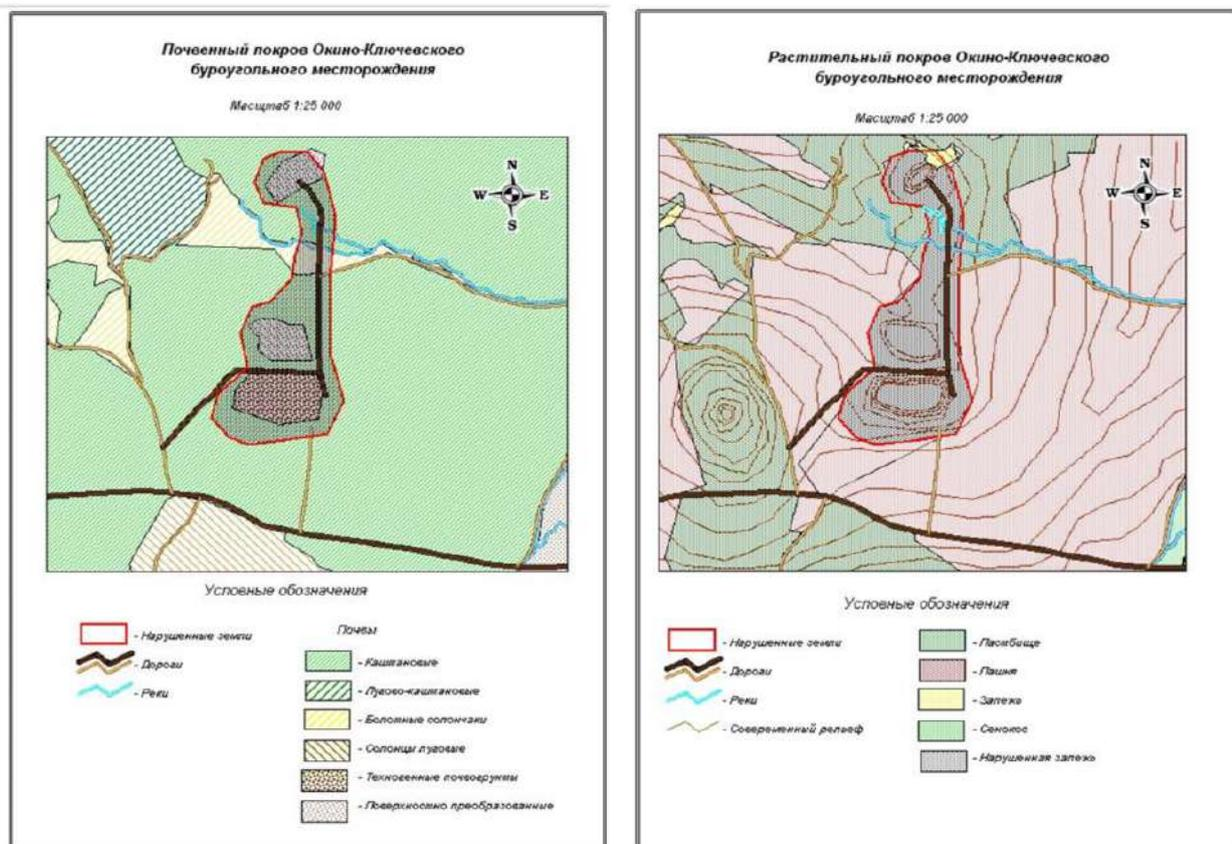 Почвенный покров Окино-Ключевского
буроугольного месторождения
Масштаб 1:25 000
N
W
E
S
Условные обозначения
- Нарушенные земли
- Дороги
- Реки
Почвы
- Каштановые
- Лугово-каштановые
- Болотные солончаки
- Солонцы луговые
- Техногенные почвогрунты
- Поверхностно преобразованные
Растительный покров Окино-Ключевского
буроугольного месторождения
Масштаб 1:25 000
N
W
E
S
Условные обозначения
- Нарушенные земли
- Дороги
- Реки
- Современный рельеф
- Пастбище
- Пашня
- Залежь
- Сенокос
- Нарушенная залежь